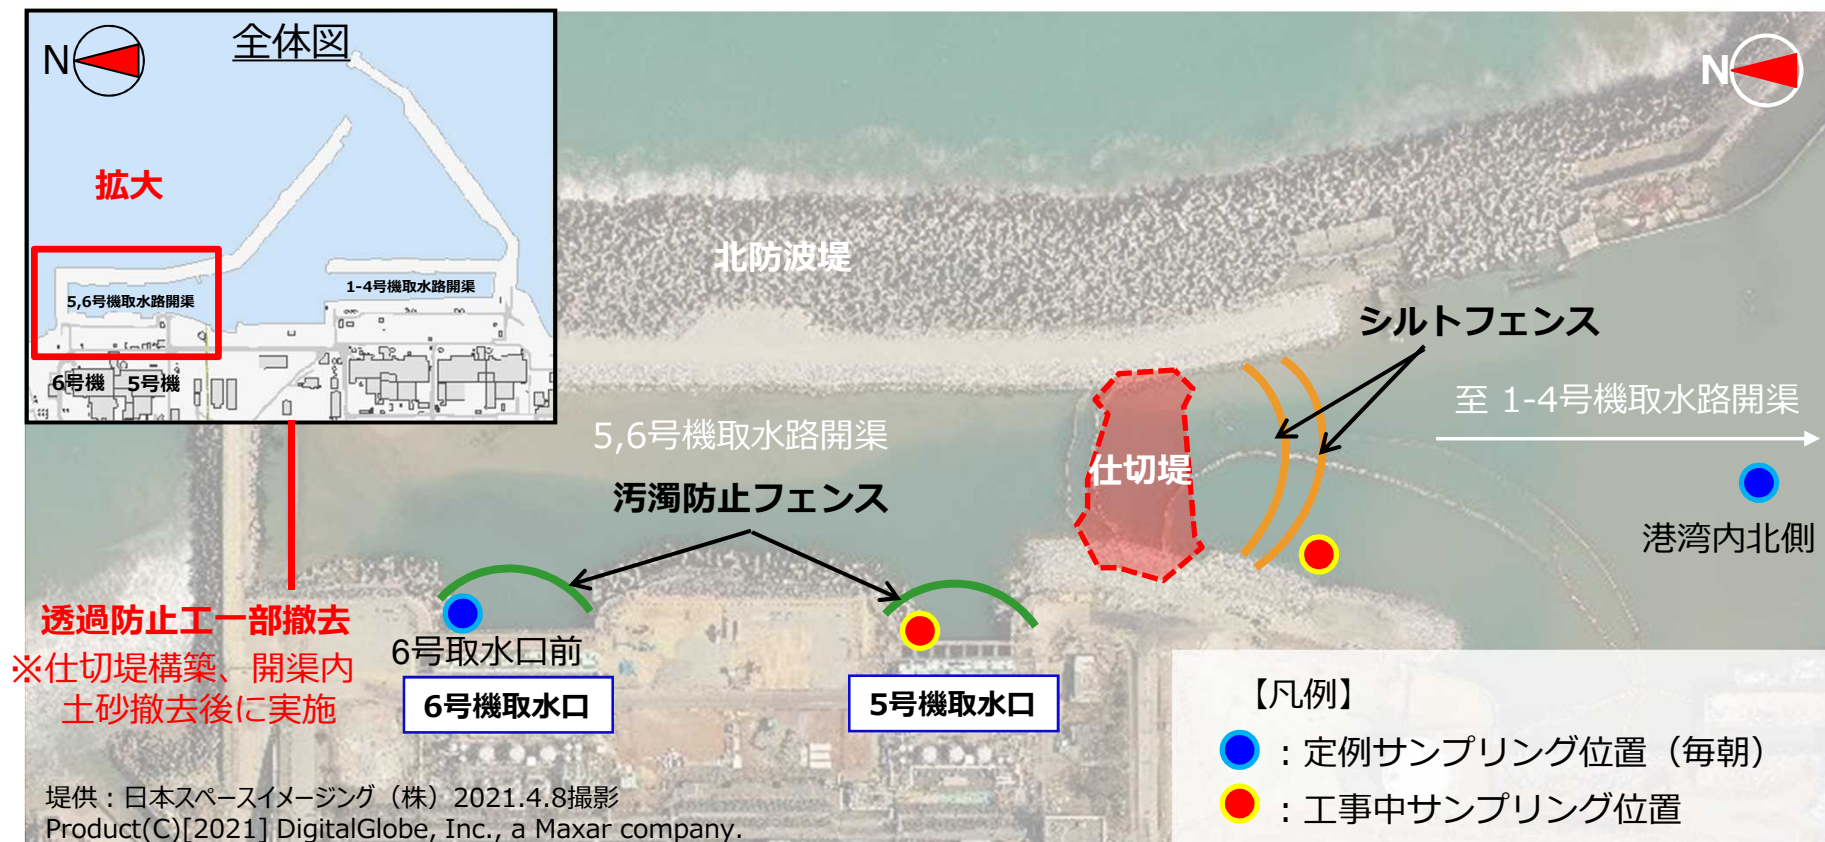 全体図
N
N
拡大
5,6号機取水路開渠
1-4号機取水路開渠
6号機
5号機
北防波堤
シルトフェンス
至 1-4号機取水路開渠
5,6号機取水路開渠
仕切堤
汚濁防止フェンス
港湾内北側
透過防止工一部撤去
※仕切堤構築、開渠内
土砂撤去後に実施
6号取水口前
6号機取水口
5号機取水口
【凡例】
：定例サンプリング位置（毎朝）
：工事中サンプリング位置
提供：日本スペースイメージング（株）2021.4.8撮影
Product(C)[2021] DigitalGlobe, Inc., a Maxar company.